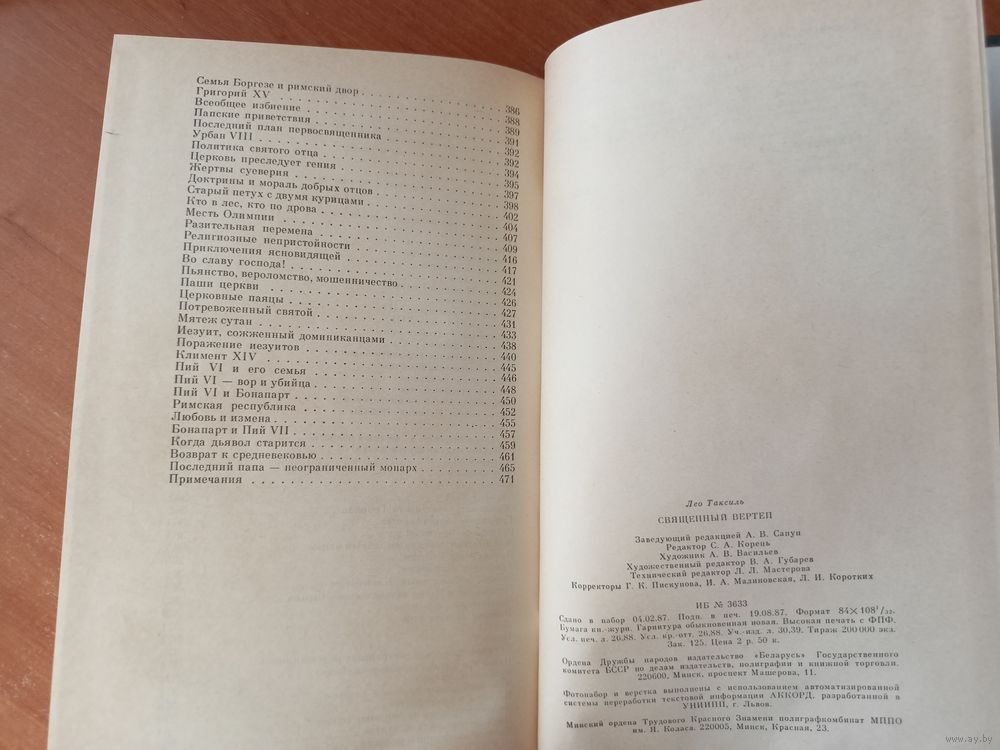 Семья Боргезе и римский двор . . . 386
Григорий XV . . . 388
Всеобщее избиение . . . 389
Папские приветствия . . . 391
Последний план первосвященника . . . 392
Урбан VIII . . . 392
Политика святого отца . . . 394
Церковь преследует гения . . . 395
Жертвы суеверия . . . 397
Доктрины и мораль добрых отцов . . . 398
Старый петух с двумя курицами . . . 402
Кто в лес, кто по дрова . . . 404
Месть Олимпии . . . 407
Разительная перемена . . . 409
Религиозные непристойности . . . 416
Приключения ясновидящей . . . 417
Во славу господа! . . . 421
Пьянство, вероломство, мошенничество . . . 424
Паши церкви . . . 426
Церковные паяцы . . . 427
Потревоженный святой . . . 431
Мятеж сутан . . . 433
Иезуит, сожженный доминиканцами . . . 438
Поражение иезуитов . . . 440
Климент XIV . . . 445
Пий VI и его семья . . . 446
Пий VI — вор и убийца . . . 448
Пий VI и Бонапарт . . . 450
Римская республика . . . 452
Любовь и измена . . . 455
Бонапарт и Пий VII . . . 457
Когда дьявол старится . . . 459
Возврат к средневековью . . . 461
Последний папа — неограниченный монарх . . . 465
Примечания . . . 471
Лео Таксиль
СВЯЩЕННЫЙ ВЕРТЕП
Заведующий редакцией А. В. Сапун
Редактор С. А. Корець
Художник А. В. Васильев
Художественный редактор В. А. Губарев
Технический редактор Л. Л. Мастерова
Корректоры Г. К. Пискунова, И. А. Малиновская, Л. И. Коротких
ИБ № 3633
Сдано в набор 04.02.87. Подп. в печ. 19.08.87. Формат 84×108¹/₃₂.
Бумага кн.-журн. Гарнитура обыкновенная новая. Высокая печать с ФПФ.
Усл. печ. л. 26.88. Усл. кр.-отт. 26.88. Уч.-изд. л. 30.39. Тираж 200 000 экз.
Зак. 125. Цена 2 р. 50 к.
Ордена Дружбы народов издательство «Беларусь» Государственного
комитета БССР по делам издательств, полиграфии и книжной торговли.
220600, Минск, проспект Машерова, 11.
Фотонабор и верстка выполнены с использованием автоматизированной
системы переработки текстовой информации АККОРД, разработанной в
УНИИПП, г. Львов.
Минский ордена Трудового Красного Знамени полиграфкомбинат МППО
им. Я. Коласа. 220005, Минск, Красная, 23.
www.ay.by